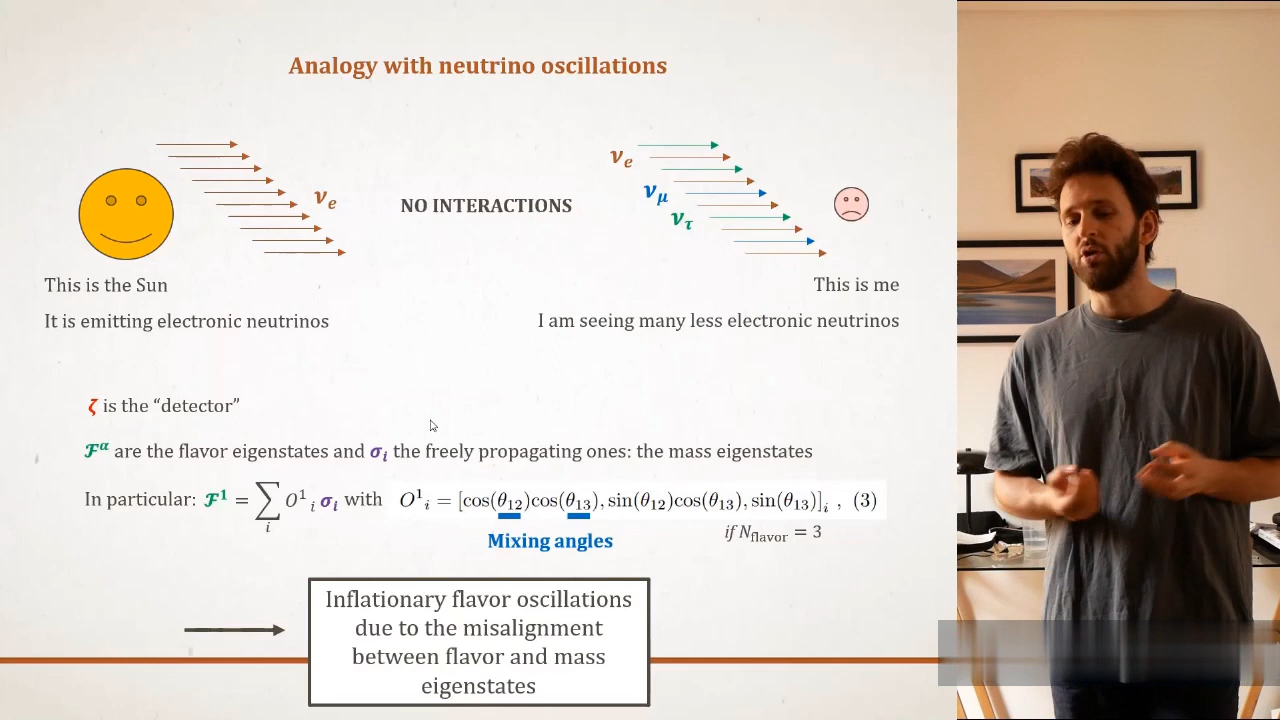 Analogy with neutrino oscillations
νₑ
NO INTERACTIONS
νₑ
ν_μ
ν_τ
This is the Sun
This is me
It is emitting electronic neutrinos
I am seeing many less electronic neutrinos
ζ is the “detector”
ℱ^α are the flavor eigenstates and σᵢ the freely propagating ones: the mass eigenstates
In particular: ℱ¹ = ∑ᵢ O¹ᵢ σᵢ with O¹ᵢ = [cos(θ₁₂)cos(θ₁₃), sin(θ₁₂)cos(θ₁₃), sin(θ₁₃)]ᵢ , (3)
Mixing angles
if N_flavor = 3
Inflationary flavor oscillations
due to the misalignment
between flavor and mass
eigenstates